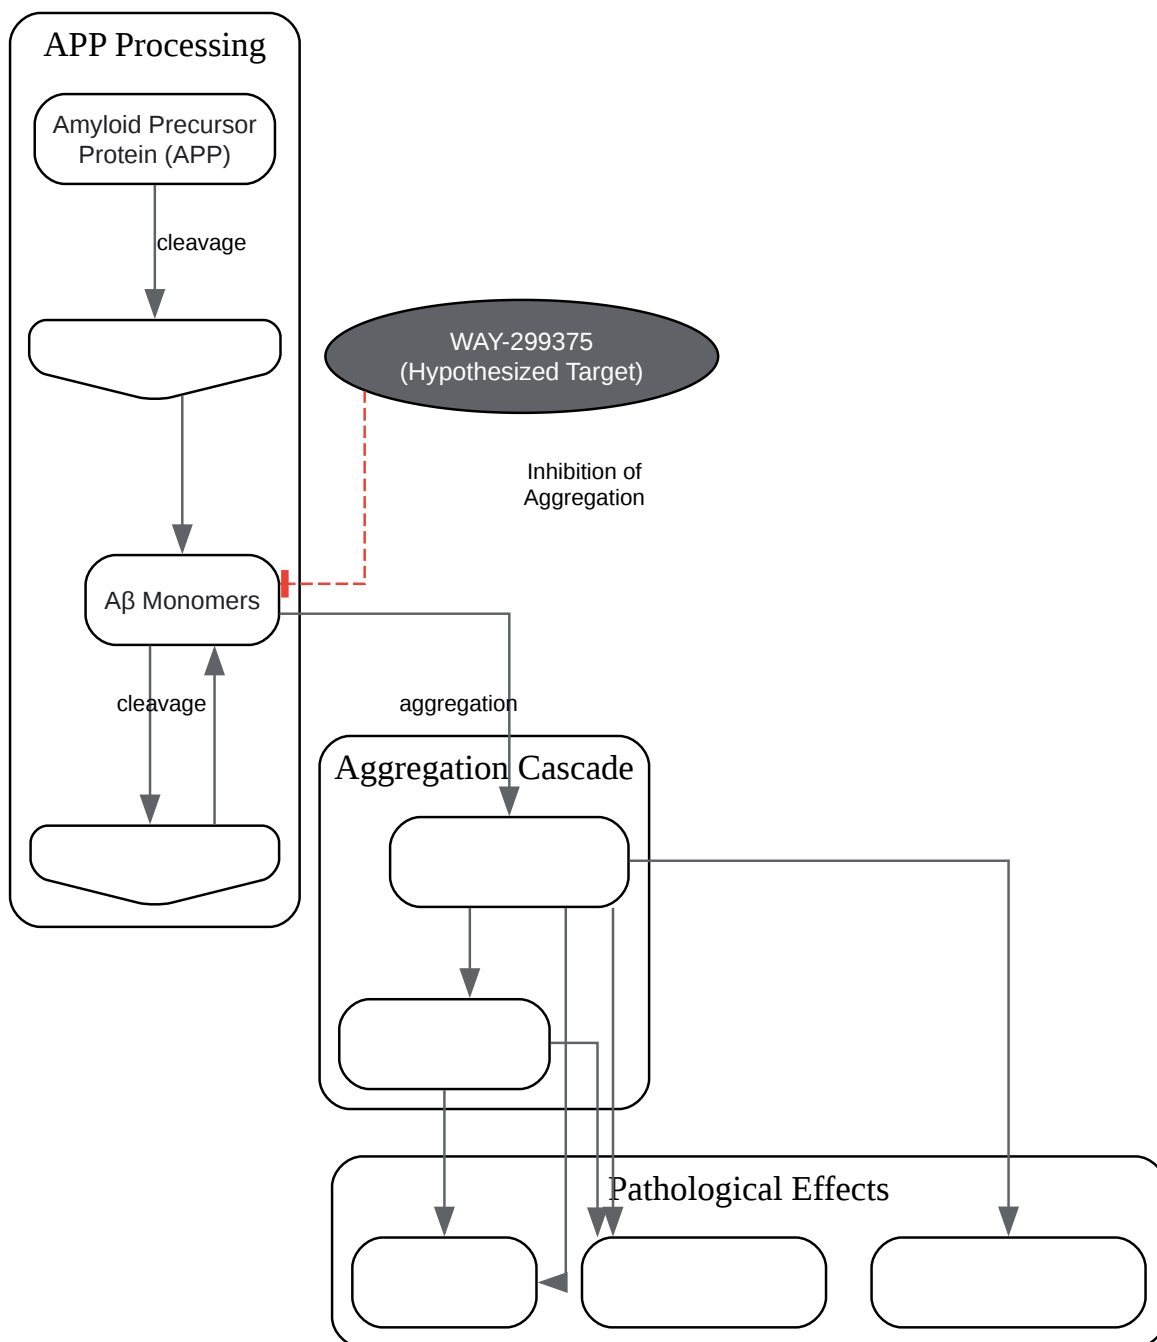 APP Processing
Amyloid Precursor
Protein (APP)
cleavage
WAY-299375
(Hypothesized Target)
Inhibition of
Aggregation
Aβ Monomers
cleavage
aggregation
Aggregation Cascade
Pathological Effects